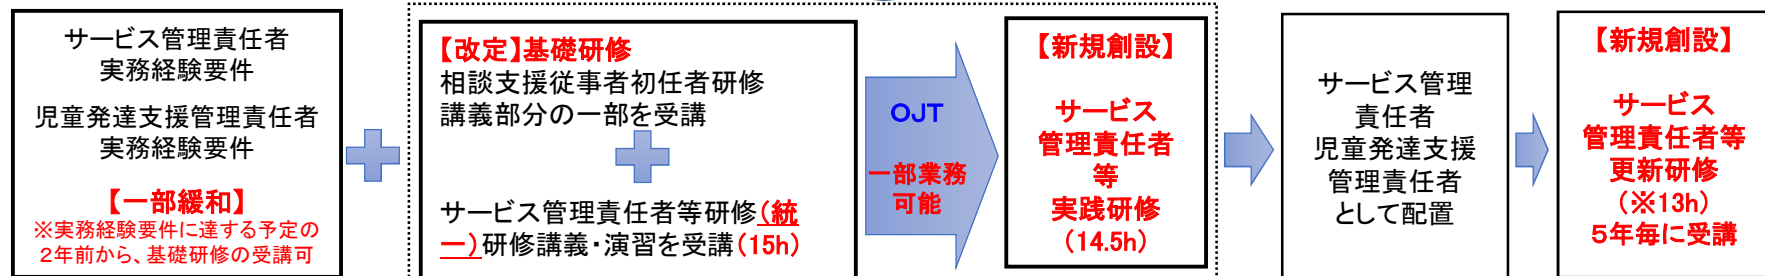 サービス管理責任者
実務経験要件
児童発達支援管理責任者
実務経験要件
【一部緩和】
※実務経験要件に達する予定の
2年前から、基礎研修の受講可
【改定】基礎研修
相談支援従事者初任者研修
講義部分の一部を受講
サービス管理責任者等研修(統
一)研修講義・演習を受講(15h)
OJT
一部業務
可能
【新規創設】
サービス
管理責任者
等
実践研修
(14.5h)
サービス管理
責任者
児童発達支援
管理責任者
として配置
【新規創設】
サービス
管理責任者等
更新研修
(※13h)
5年毎に受講